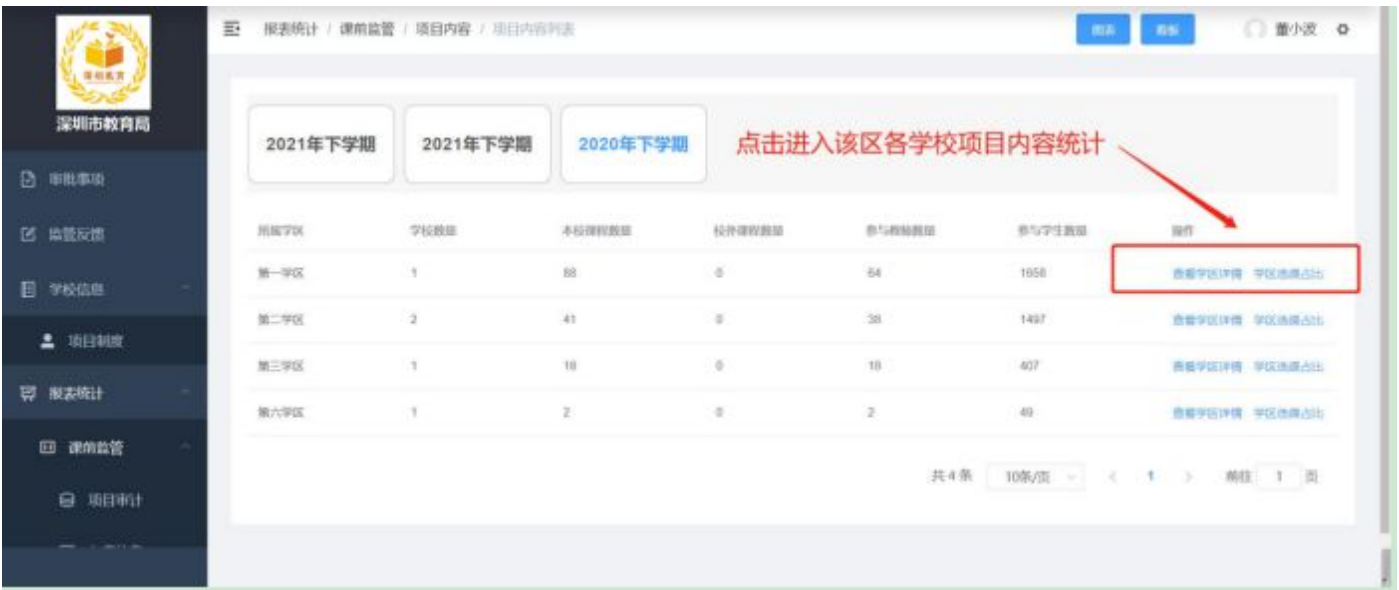 报表统计 / 课前监管 / 项目内容 / 项目内容列表
图表 看板 董小波
深圳市教育局
审批事项
监管反馈
学校信息
项目制度
报表统计
课前监管
项目审计
2021年下学期 2021年下学期 2020年下学期 点击进入该区各学校项目内容统计
所属学区 学校数量 本校课程数量 校外课程数量 参与教师数量 参与学生数量 操作
第一学区 1 88 0 64 1658 查看学区详情 学区选课占比
第二学区 2 41 0 38 1497 查看学区详情 学区选课占比
第三学区 1 18 0 18 407 查看学区详情 学区选课占比
第六学区 1 2 0 2 49 查看学区详情 学区选课占比
共 4 条 10条/页 < 1 > 前往 1 页